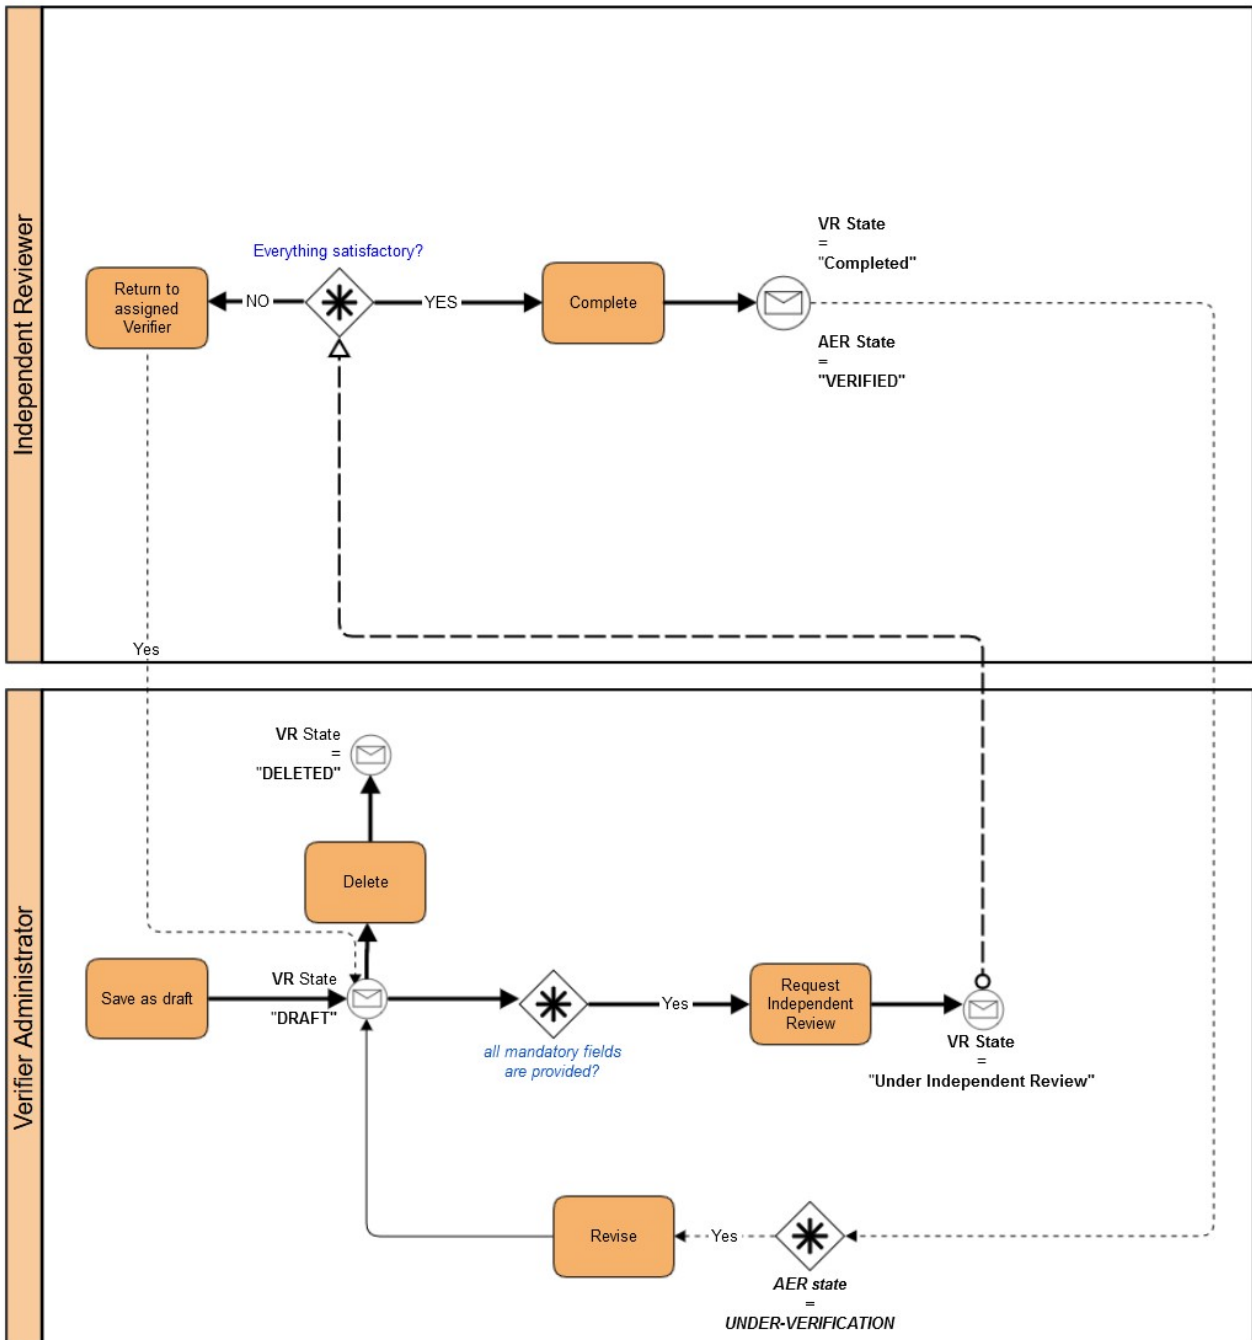 Independent Reviewer
Everything satisfactory?
VR State
=
"Completed"
Return to
assigned
Verifier
NO
YES
Complete
AER State
=
"VERIFIED"
Yes
Verifier Administrator
VR State
=
"DELETED"
Delete
Save as draft
VR State
"DRAFT"
all mandatory fields
are provided?
Yes
Request
Independent
Review
VR State
=
"Under Independent Review"
Revise
Yes
AER state
=
UNDER-VERIFICATION